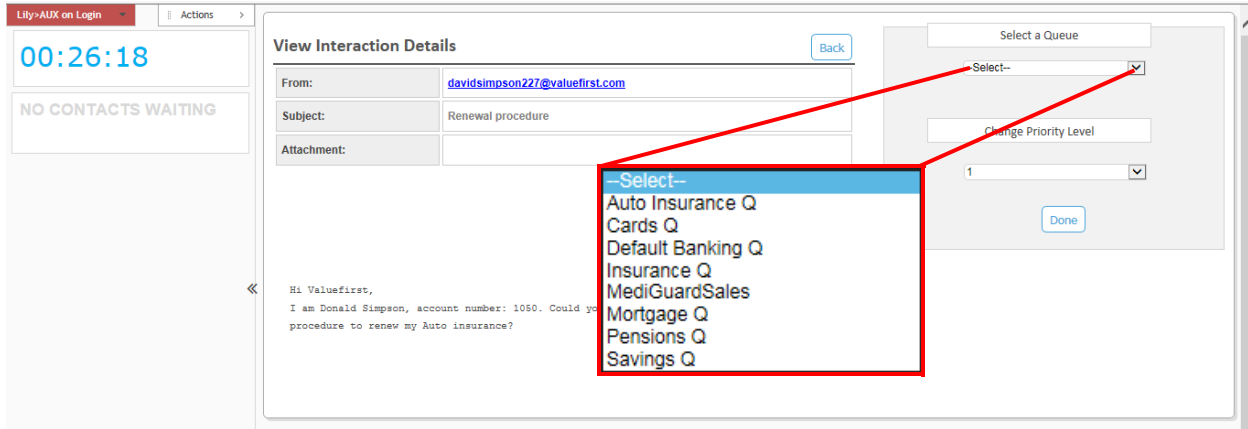 Lily>AUX on Login
Actions
00:26:18
NO CONTACTS WAITING
View Interaction Details
Back
From:
davidsimpson227@valuefirst.com
Subject:
Renewal procedure
Attachment:
Hi Valuefirst,
I am Donald Simpson, account number: 1050. Could
procedure to renew my Auto insurance?
--Select--
Auto Insurance Q
Cards Q
Default Banking Q
Insurance Q
MediGuardSales
Mortgage Q
Pensions Q
Savings Q
Select a Queue
--Select--
Change Priority Level
1
Done